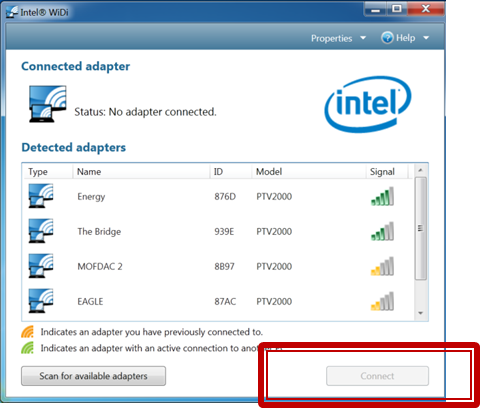 Intel® WiDi
Properties Help
Connected adapter
Status: No adapter connected.
intel
Detected adapters
Type Name ID Model Signal
Energy 876D PTV2000
The Bridge 939E PTV2000
MOFDAC 2 8B97 PTV2000
EAGLE 87AC PTV2000
Indicates an adapter you have previously connected to.
Indicates an adapter with an active connection to another
Scan for available adapters Connect